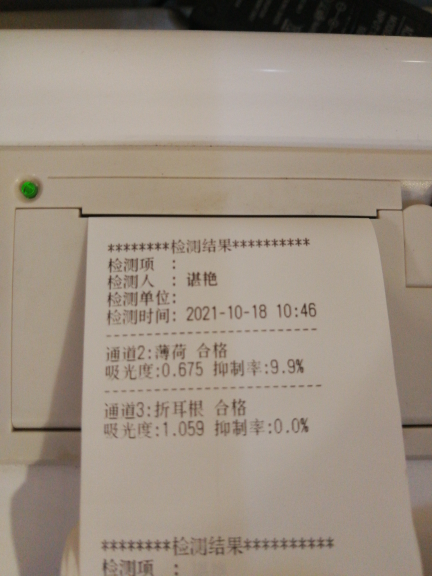 ********检测结果**********
检测项 :
检测人 : 谌艳
检测单位:
检测时间: 2021-10-18 10:46
------------------------------
通道2:薄荷 合格
吸光度:0.675 抑制率:9.9%
------------------------------
通道3:折耳根 合格
吸光度:1.059 抑制率:0.0%
********检测结果**********
检测项 :